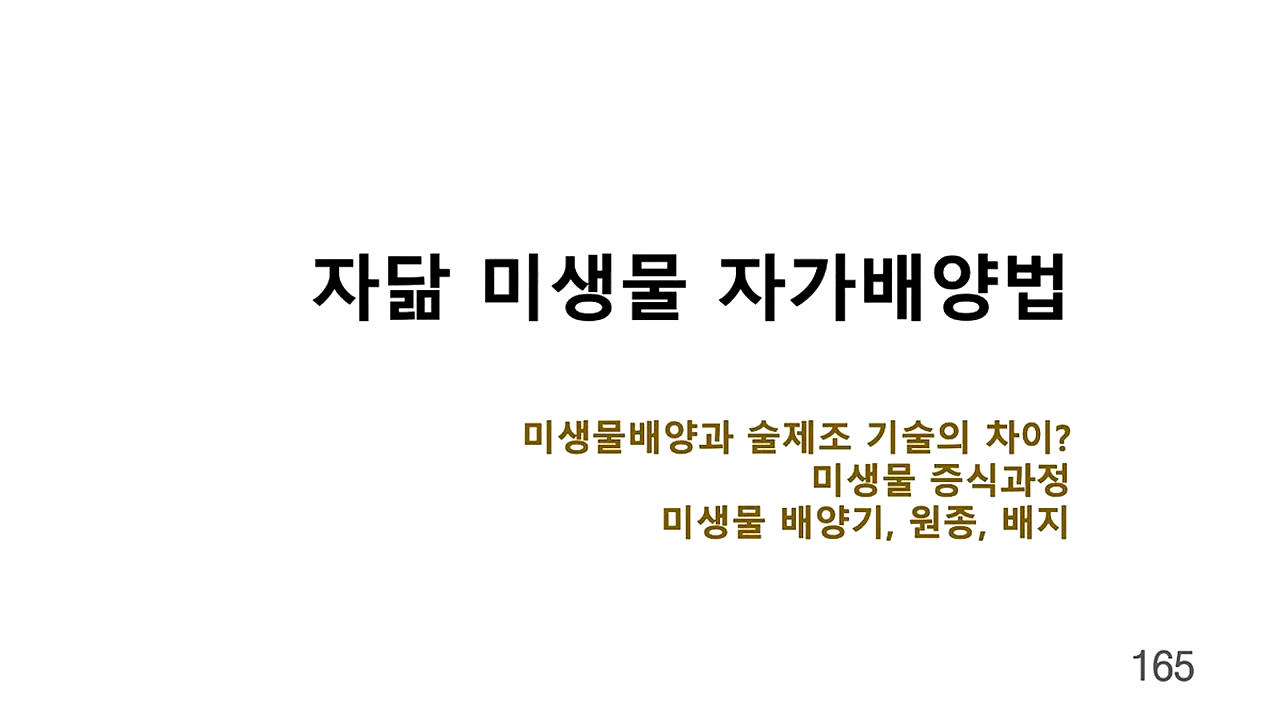 자닮 미생물 자가배양법
미생물배양과 술제조 기술의 차이?
미생물 증식과정
미생물 배양기, 원종, 배지
165